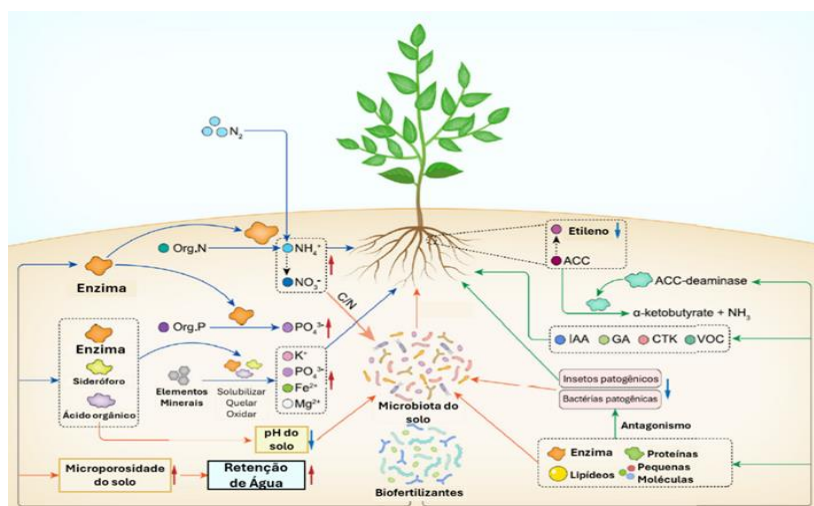 N₂
Org.N
NH₄⁺
NO₃⁻
C/N
Enzima
Org.P
PO₄³⁻
Enzima
Sideróforo
Ácido orgânico
Elementos
Minerais
Solubilizar
Quelar
Oxidar
K⁺
PO₄³⁻
Fe²⁺
Mg²⁺
pH do
solo
Microporosidade
do solo
Retenção
de Água
Microbiota do
solo
Biofertilizantes
Etileno
ACC
ACC-deaminase
α-ketobutyrate + NH₃
IAA
GA
CTK
VOC
Insetos patogênicos
Bactérias patogênicas
Antagonismo
Enzima
Proteínas
Lipídeos
Pequenas
Moléculas